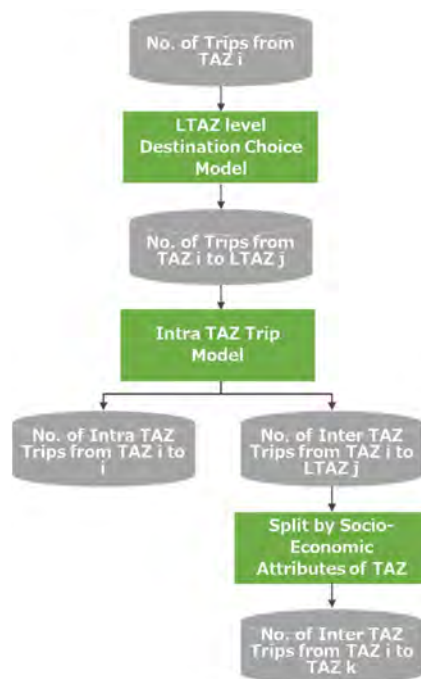 No. of Trips from
TAZ i
LTAZ level
Destination Choice
Model
No. of Trips from
TAZ i to LTAZ j
Intra TAZ Trip
Model
No. of Intra TAZ
Trips from TAZ i to
i
No. of Inter TAZ
Trips from TAZ i to
LTAZ j
Split by Socio-
Economic
Attributes of TAZ
No. of Inter TAZ
Trips from TAZ i to
TAZ k